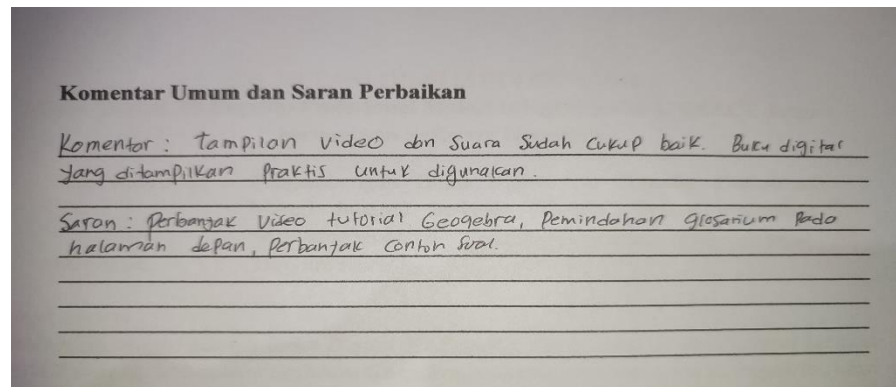 Komentar Umum dan Saran Perbaikan
Komentar : Tampilan video dan Suara Sudah Cukup baik. Buku digital
yang ditampilkan Praktis untuk digunakan.
Saran : Perbanyak Video tutorial Geogebra, Pemindahan glosarium Pada
halaman depan, Perbanyak Contoh Soal.